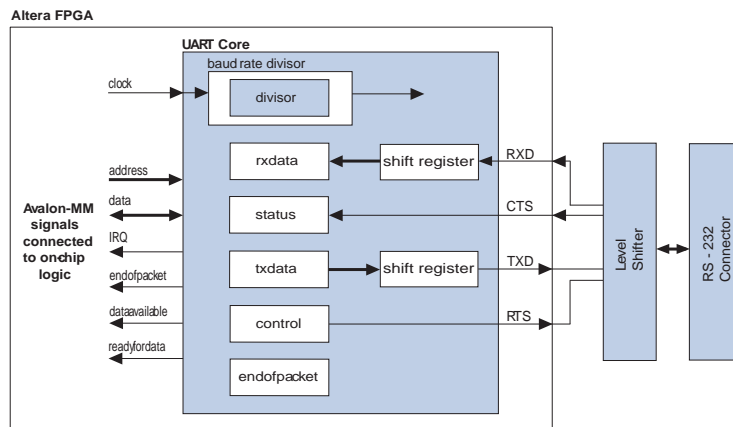 Altera FPGA
UART Core
baud rate divisor
clock
divisor
rxdata
shift register
RXD
address
data
status
CTS
Avalon-MM
signals
connected
to on-chip
logic
IRQ
txdata
shift register
TXD
endofpacket
dataavailable
control
RTS
readyfordata
endofpacket
Level
Shifter
RS - 232
Connector